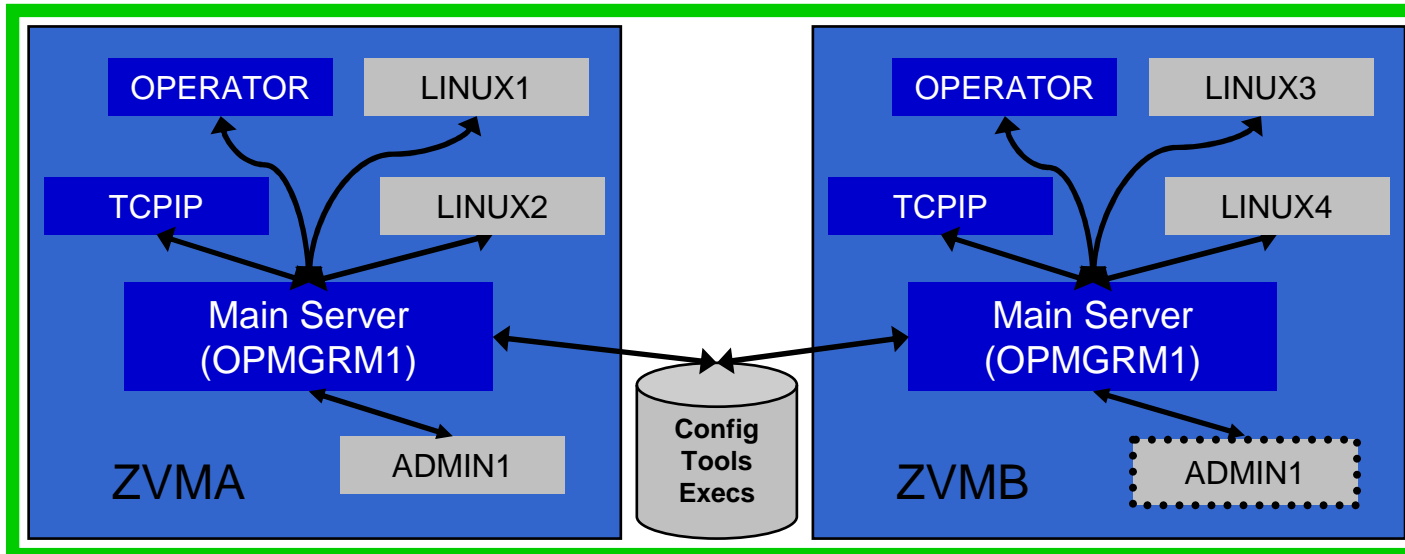 OPERATOR
LINUX1
TCPIP
LINUX2
Main Server
(OPMGRM1)
ADMIN1
ZVMA
Config
Tools
Execs
OPERATOR
LINUX3
TCPIP
LINUX4
Main Server
(OPMGRM1)
ADMIN1
ZVMB